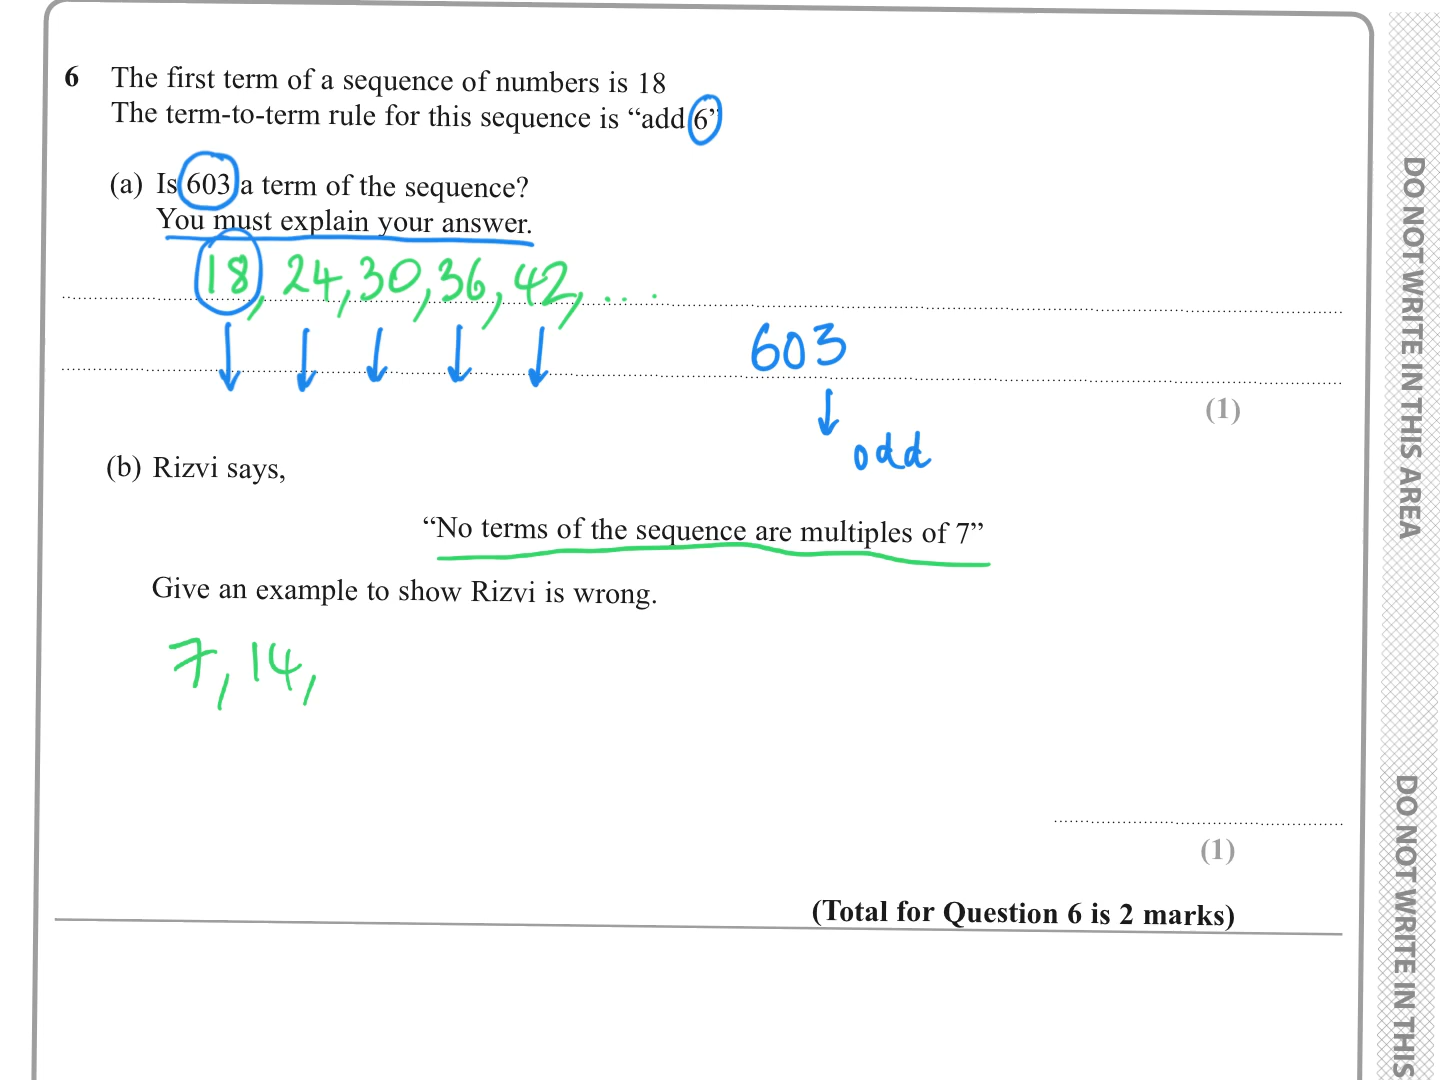 6 The first term of a sequence of numbers is 18
The term-to-term rule for this sequence is “add 6”
(a) Is 603 a term of the sequence?
You must explain your answer.
18, 24, 30, 36, 42, ...
603
(1)
odd
(b) Rizvi says,
“No terms of the sequence are multiples of 7”
Give an example to show Rizvi is wrong.
7, 14,
(1)
(Total for Question 6 is 2 marks)
DO NOT WRITE IN THIS AREA
DO NOT WRITE IN THIS